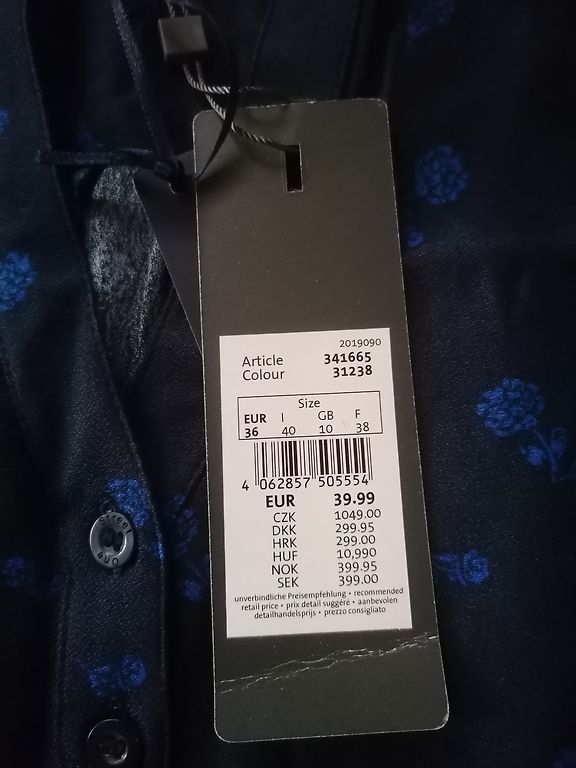 2019090
Article 341665
Colour 31238
Size
EUR I GB F
36 40 10 38
4 062857 505554
EUR 39.99
CZK 1049.00
DKK 299.95
HRK 299.00
HUF 10,990
NOK 399.95
SEK 399.00
unverbindliche Preisempfehlung • recommended
retail price • prix detail suggéré • aanbevolen
detailhandelsprijs • prezzo consigliato
Street One